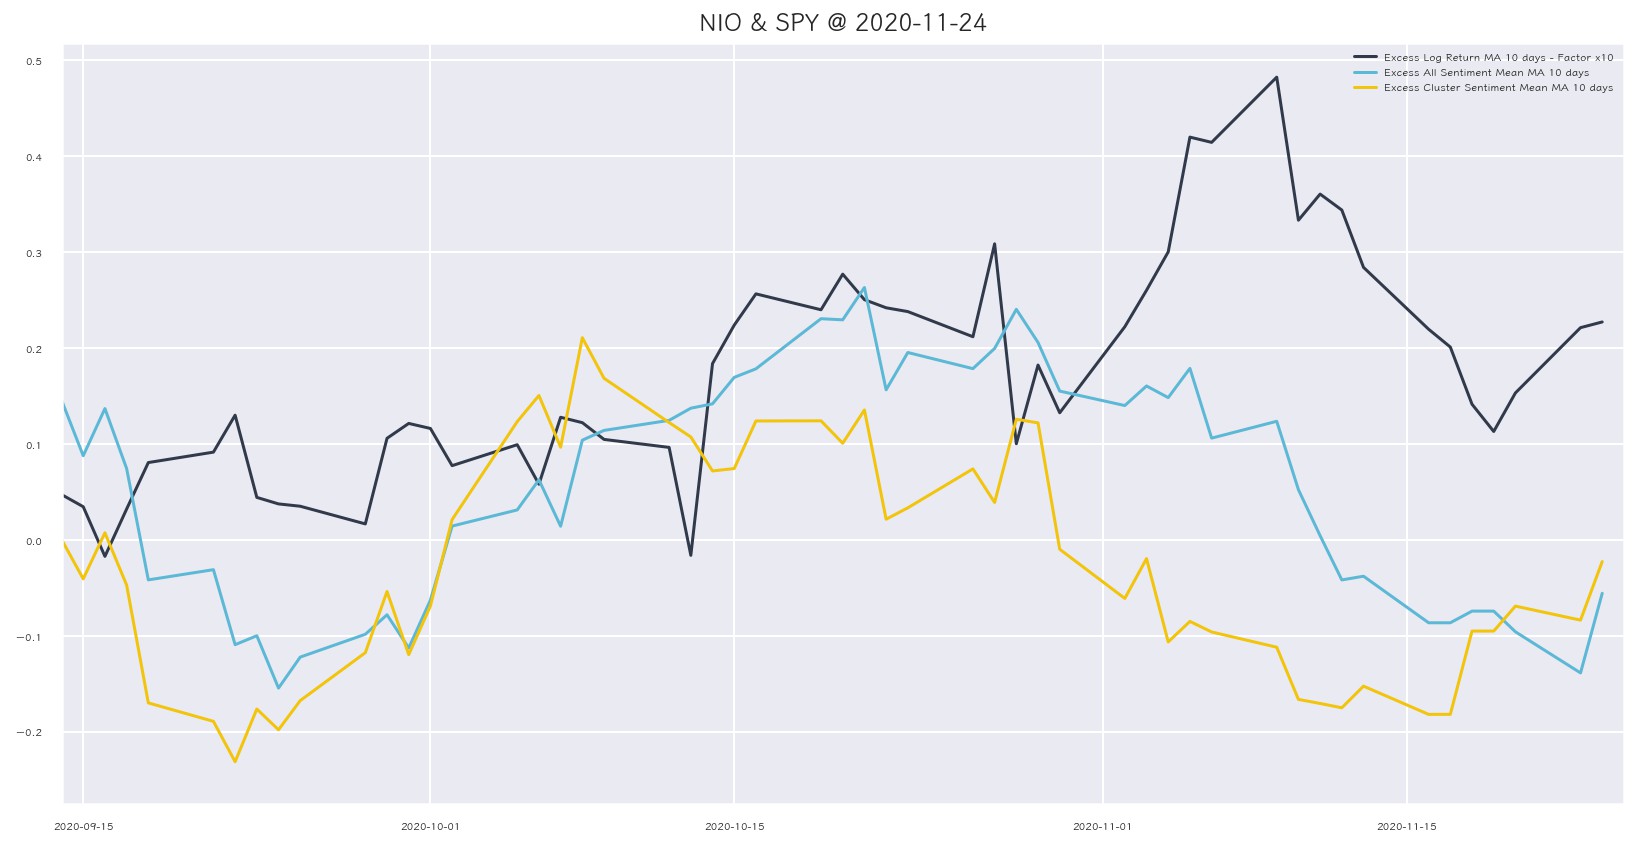 NIO & SPY @ 2020-11-24
Excess Log Return MA 10 days - Factor x10
Excess All Sentiment Mean MA 10 days
Excess Cluster Sentiment Mean MA 10 days
0.5
0.4
0.3
0.2
0.1
0.0
−0.1
−0.2
2020-09-15 2020-10-01 2020-10-15 2020-11-01 2020-11-15